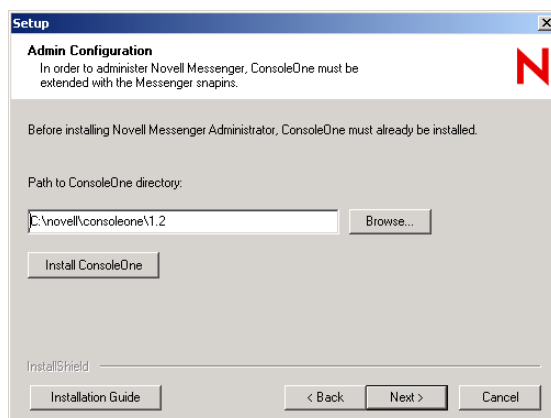 Setup
Admin Configuration
In order to administer Novell Messenger, ConsoleOne must be
extended with the Messenger snapins.
N
Before installing Novell Messenger Administrator, ConsoleOne must already be installed.
Path to ConsoleOne directory:
C:\novell\consoleone\1.2
Browse...
Install ConsoleOne
InstallShield
Installation Guide
< Back
Next >
Cancel